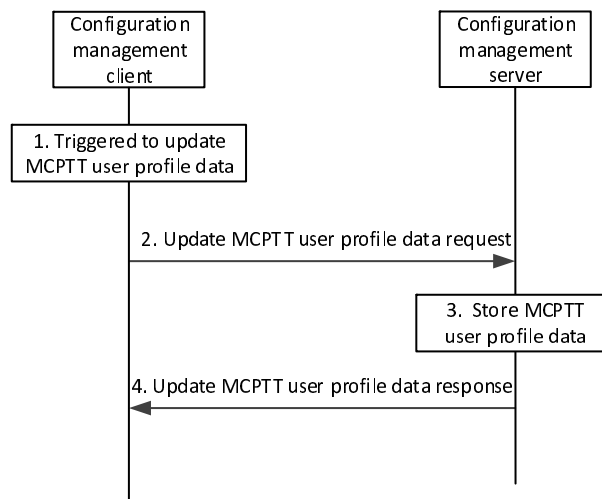 Configuration
management
client
Configuration
management
server
1. Triggered to update
MCPTT user profile data
2. Update MCPTT user profile data request
3. Store MCPTT
user profile data
4. Update MCPTT user profile data response